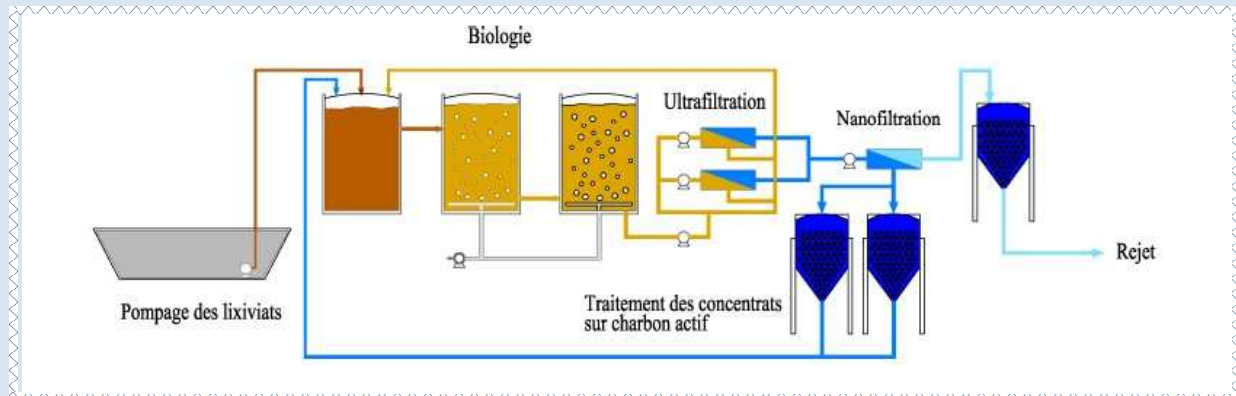 Biologie
Ultrafiltration
Nanofiltration
Rejet
Pompage des lixiviats
Traitement des concentrats
sur charbon actif